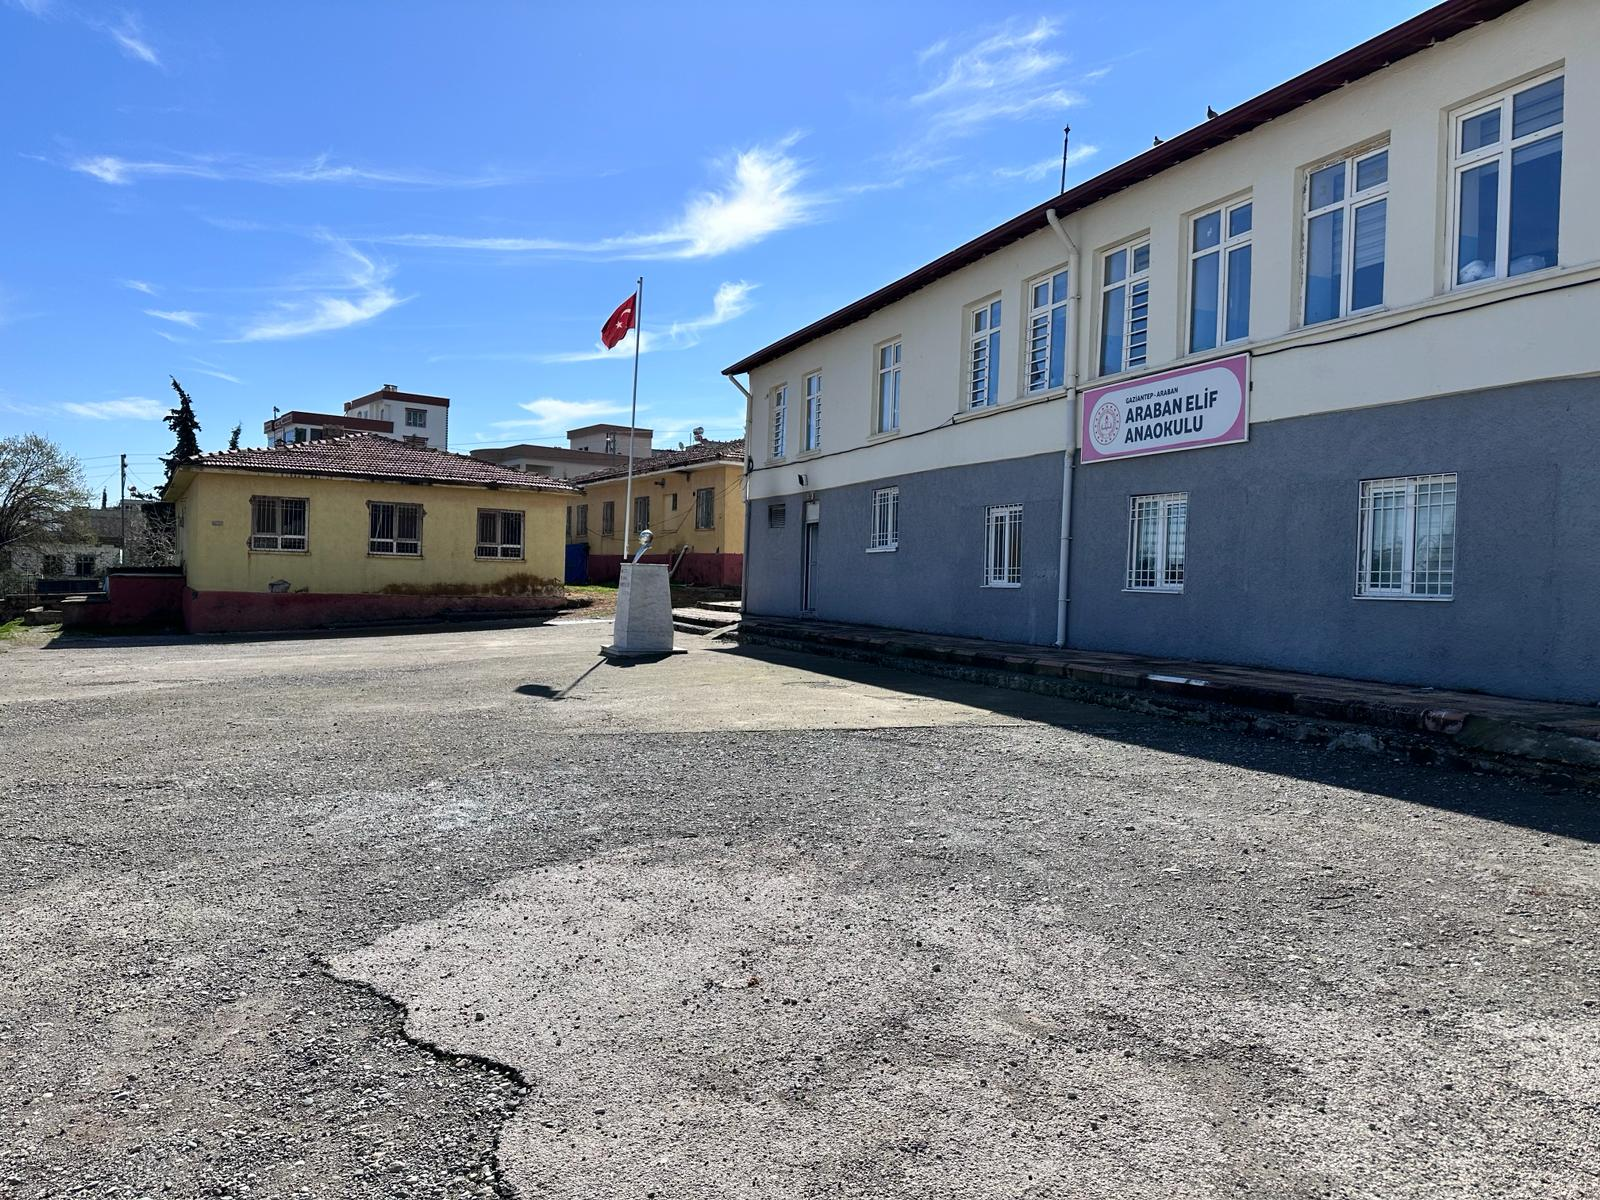 GAZİANTEP - ARABAN
ARABAN ELİF
ANAOKULU